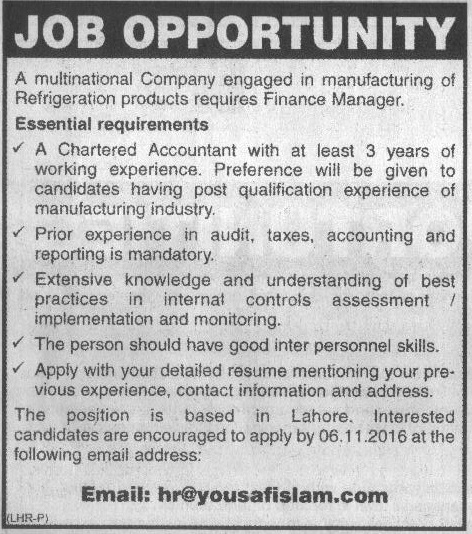 JOB OPPORTUNITY
A multinational Company engaged in manufacturing of
Refrigeration products requires Finance Manager.
Essential requirements
✓ A Chartered Accountant with at least 3 years of
working experience. Preference will be given to
candidates having post qualification experience of
manufacturing industry.
✓ Prior experience in audit, taxes, accounting and
reporting is mandatory.
✓ Extensive knowledge and understanding of best
practices in internal controls assessment /
implementation and monitoring.
✓ The person should have good inter personnel skills.
✓ Apply with your detailed resume mentioning your pre-
vious experience, contact information and address.
The position is based in Lahore. Interested
candidates are encouraged to apply by 06.11.2016 at the
following email address:
Email: hr@yousafislam.com
(LHR-P)